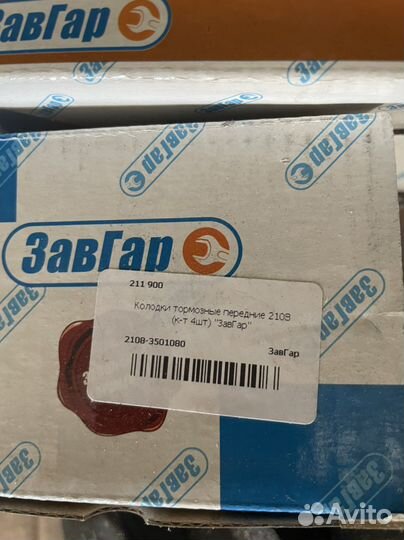 ЗавГар
ЗавГар
ЗавГар
ЗавГар
ЗавГар
211 900
Колодки тормозные передние 2108
(к-т 4шт) "ЗавГар"
2108-3501080
ЗавГар
ЗавГар
ЗавГар
Avito